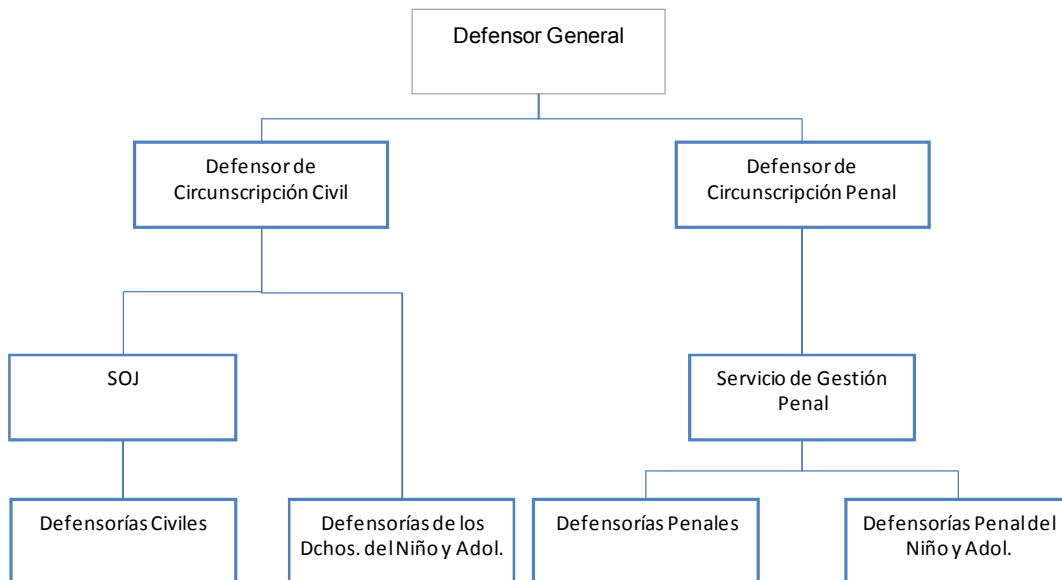 Defensor General
Defensor de
Circunscripción Civil
Defensor de
Circunscripción Penal
SOJ
Servicio de Gestión
Penal
Defensorías Civiles
Defensorías de los
Dchos. del Niño y Adol.
Defensorías Penales
Defensorías Penal del
Niño y Adol.